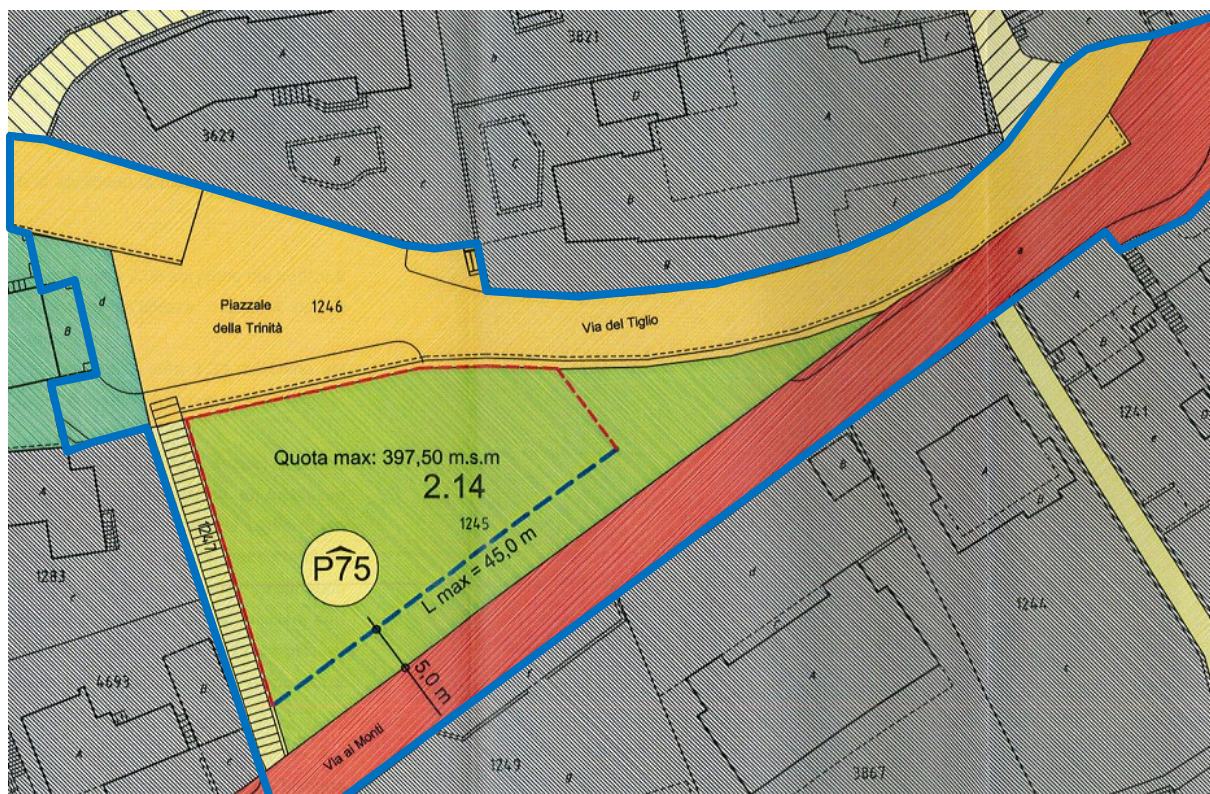 A
b
3821
i
E
f
c
D
A
3629
B
c
C
i
B
i
g
a
d
B
Piazzale
della Trinità
1246
Via del Tiglio
A
C
B
1241
D
e
Quota max: 397,50 m.s.m
2.14
1245
A
B
B
A
1283
c
1247
P75
L max = 45,0 m
d
C
1244
c
5,0 m
f
A
4693
B
A
e
Via ai Monti
1249
g
3867